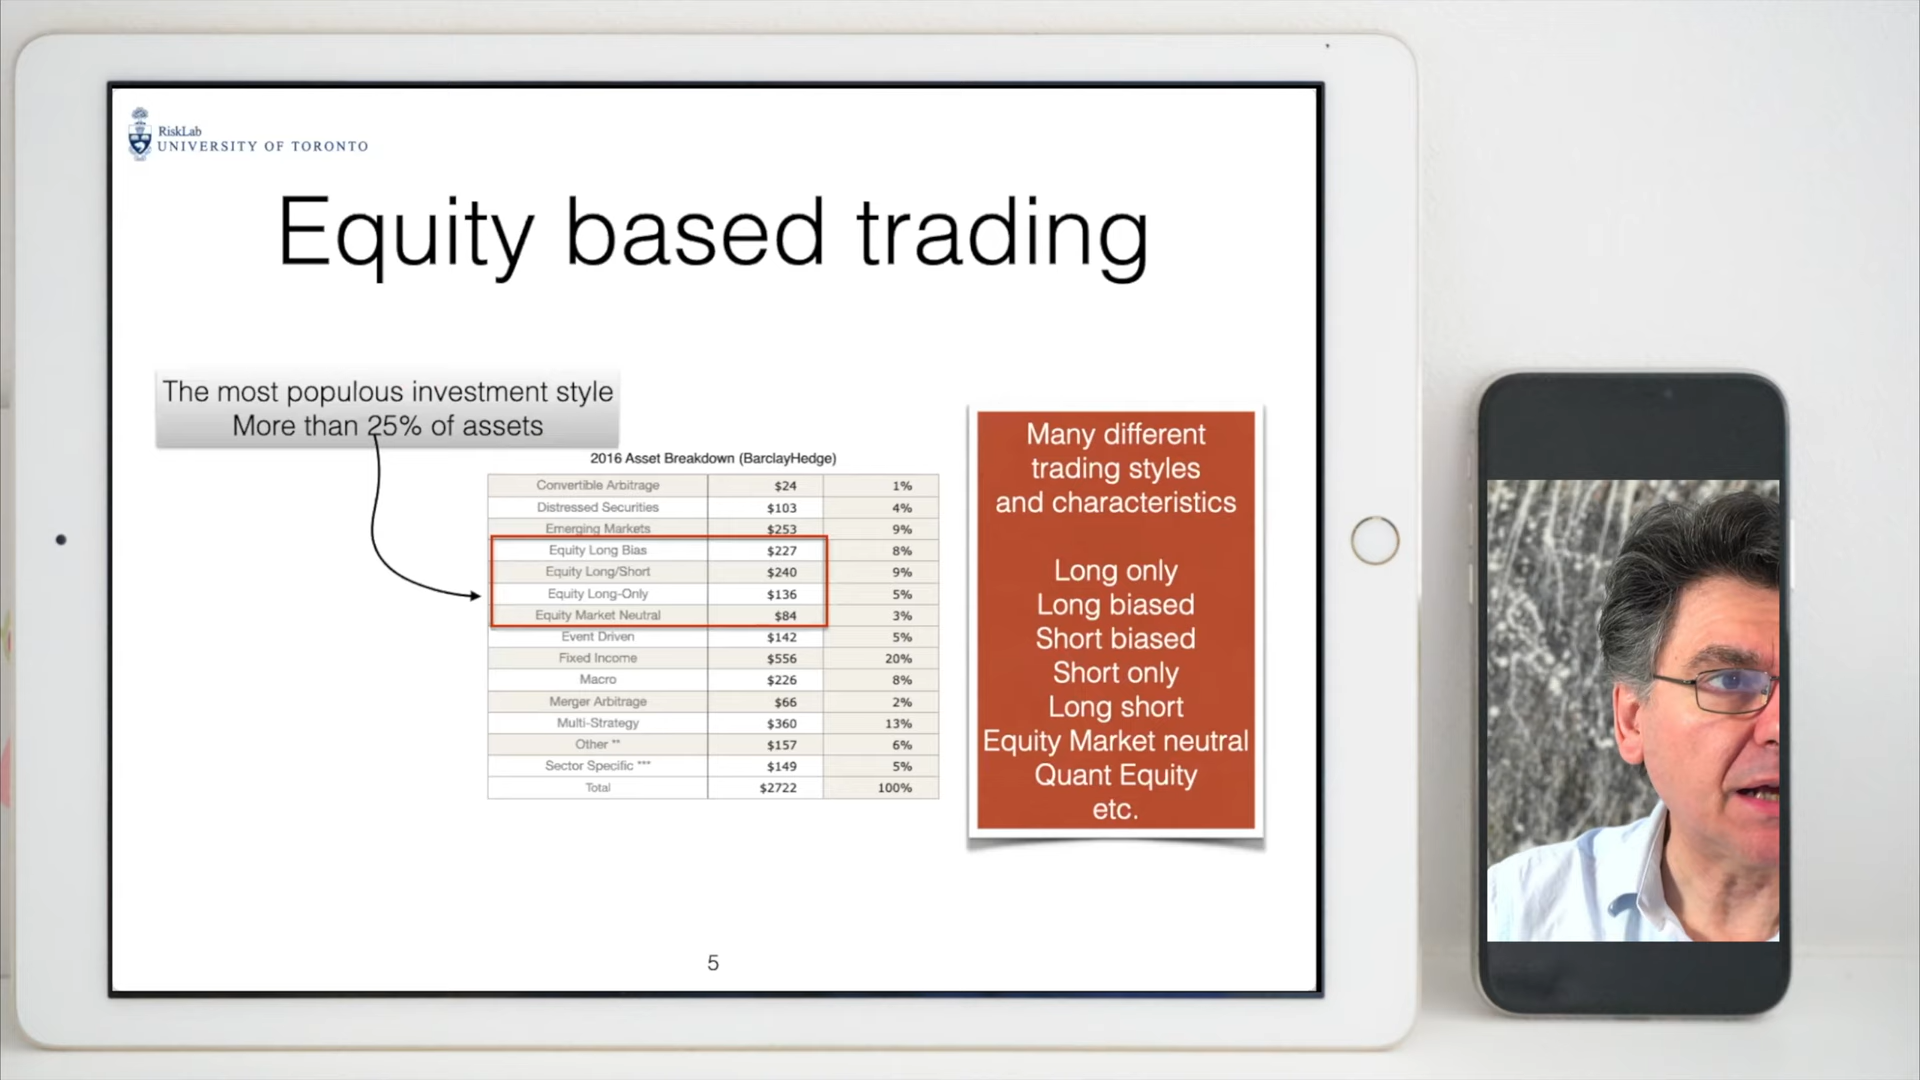 RiskLab
UNIVERSITY OF TORONTO
Equity based trading
The most populous investment style
More than 25% of assets
2016 Asset Breakdown (BarclayHedge)
Convertible Arbitrage $24 1%
Distressed Securities $103 4%
Emerging Markets $253 9%
Equity Long Bias $227 8%
Equity Long/Short $240 9%
Equity Long-Only $136 5%
Equity Market Neutral $84 3%
Event Driven $142 5%
Fixed Income $556 20%
Macro $226 8%
Merger Arbitrage $66 2%
Multi-Strategy $360 13%
Other ** $157 6%
Sector Specific *** $149 5%
Total $2722 100%
Many different
trading styles
and characteristics
Long only
Long biased
Short biased
Short only
Long short
Equity Market neutral
Quant Equity
etc.
5